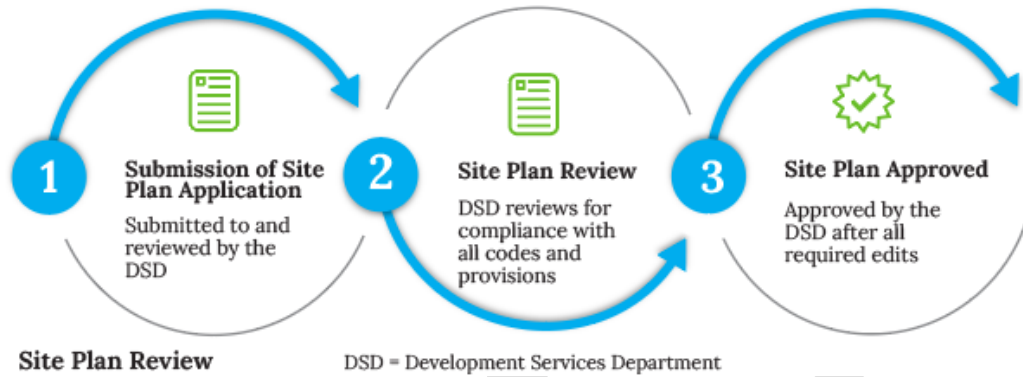 1
Submission of Site
Plan Application
Submitted to and
reviewed by the
DSD
2
Site Plan Review
DSD reviews for
compliance with
all codes and
provisions
3
Site Plan Approved
Approved by the
DSD after all
required edits
Site Plan Review
DSD = Development Services Department